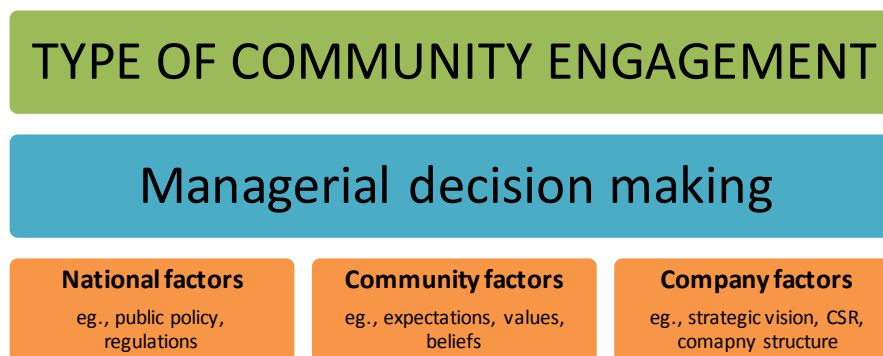 TYPE OF COMMUNITY ENGAGEMENT
Managerial decision making
National factors
eg., public policy,
regulations
Community factors
eg., expectations, values,
beliefs
Company factors
eg., strategic vision, CSR,
comapny structure